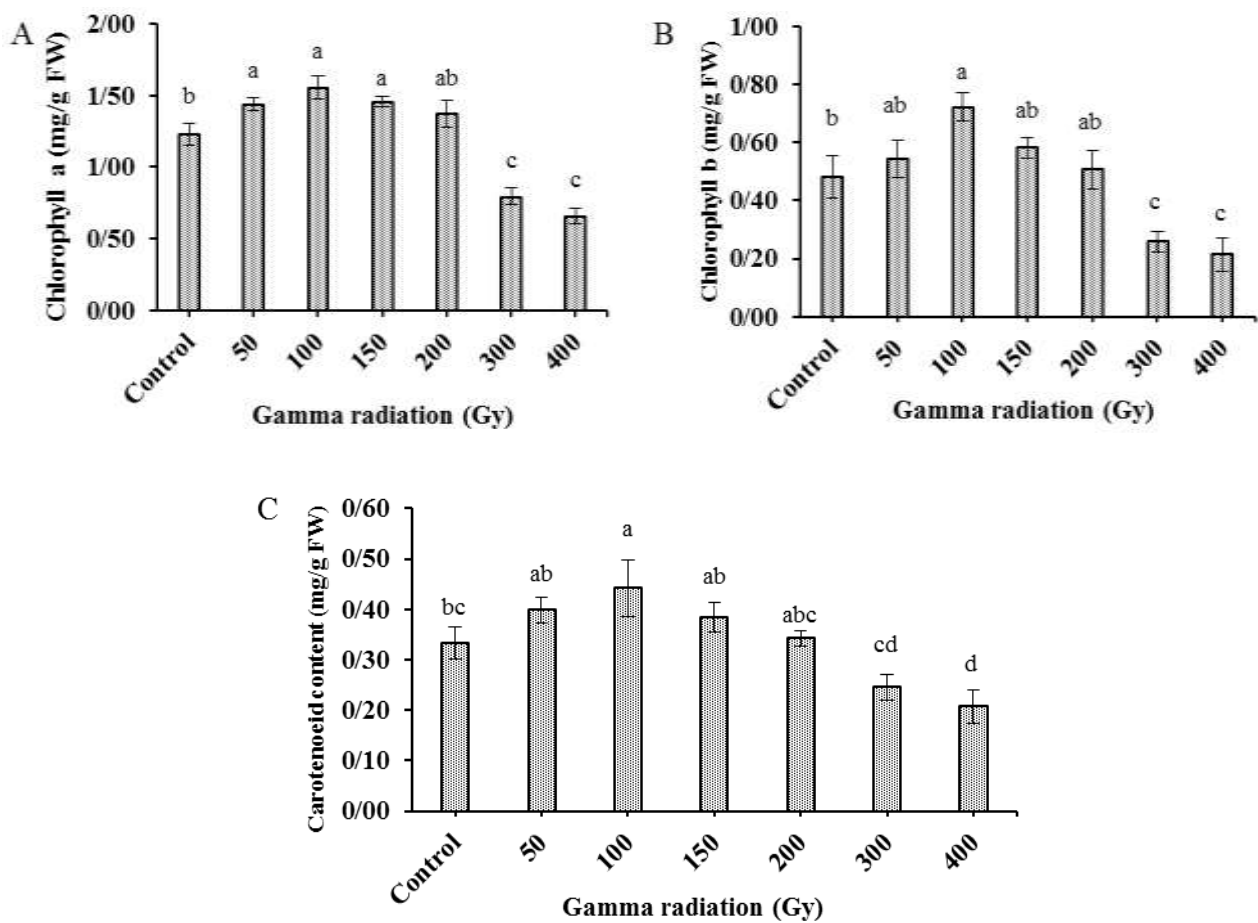 A
Chlorophyll a (mg/g FW)
2/00
1/50
1/00
0/50
0/00
b
a
a
a
ab
c
c
Control
50
100
150
200
300
400
Gamma radiation (Gy)
B
Chlorophyll b (mg/g FW)
1/00
0/80
0/60
0/40
0/20
0/00
b
ab
a
ab
ab
c
c
Control
50
100
150
200
300
400
Gamma radiation (Gy)
C
Carotenoeid content (mg/g FW)
0/60
0/50
0/40
0/30
0/20
0/10
0/00
bc
ab
a
ab
abc
cd
d
Control
50
100
150
200
300
400
Gamma radiation (Gy)